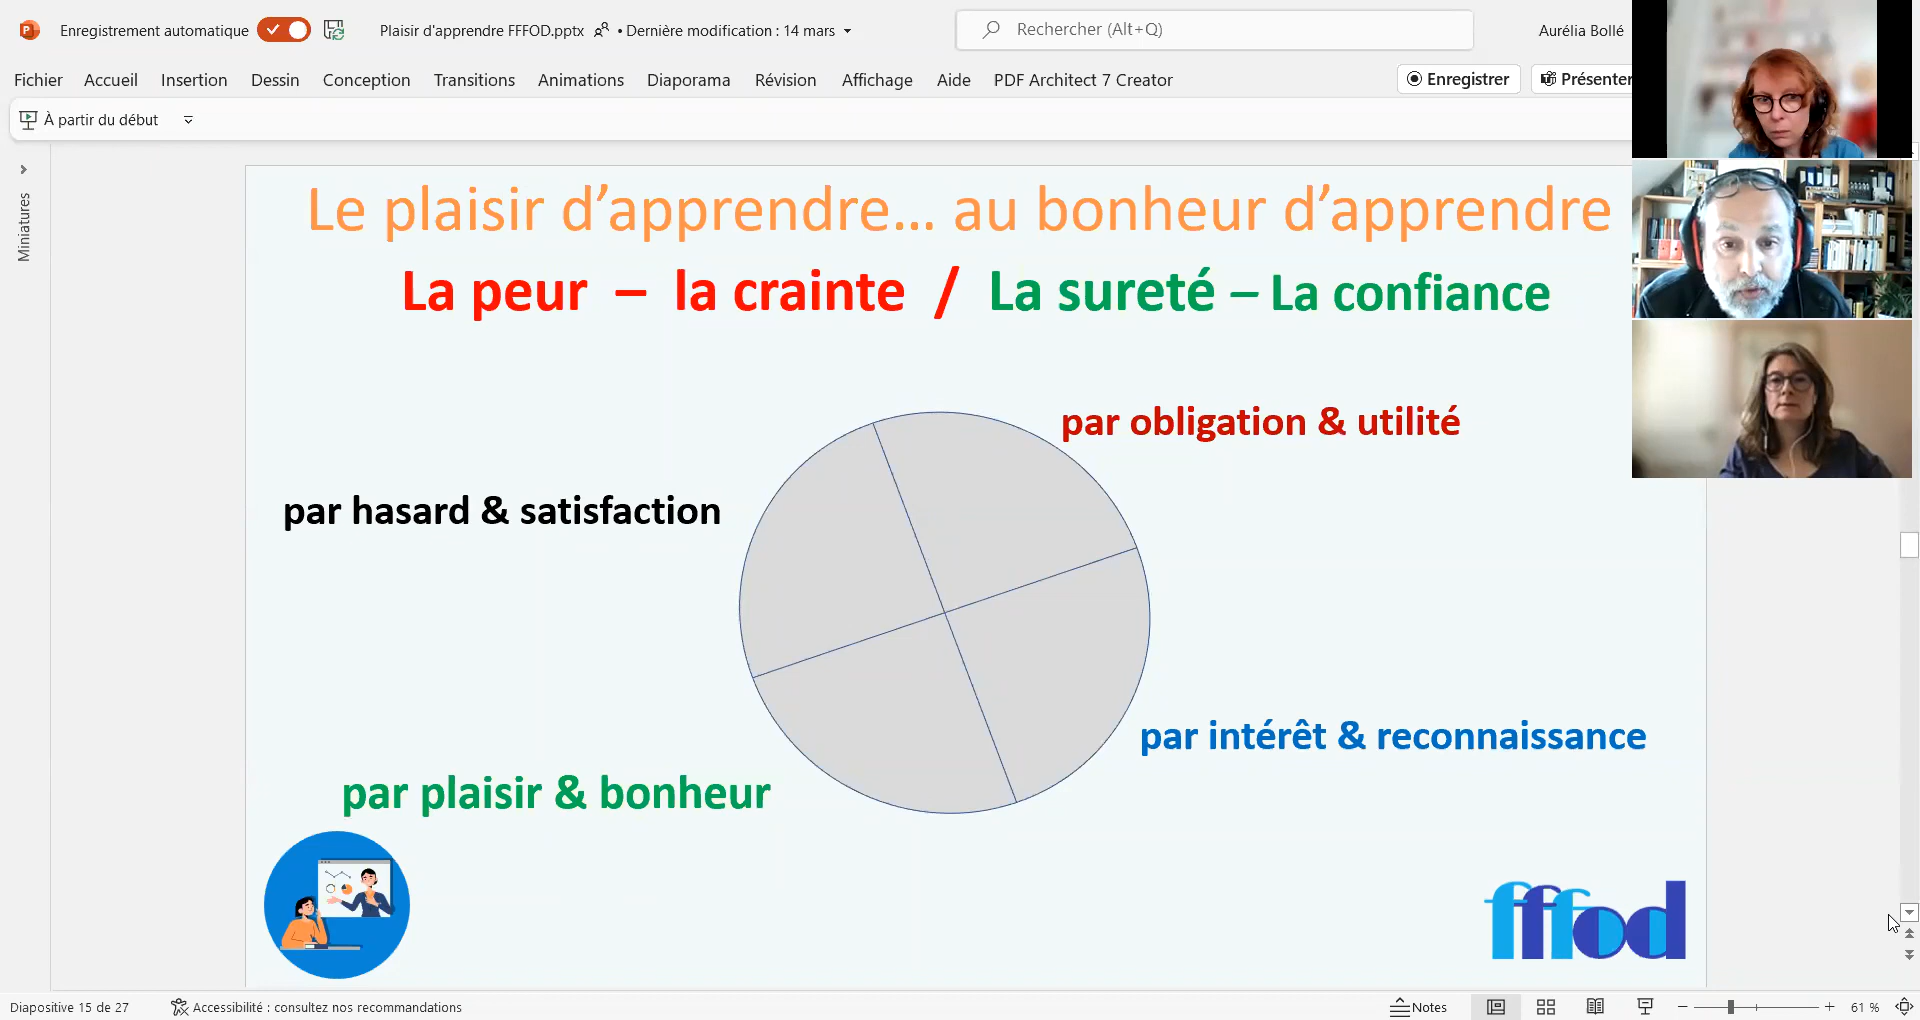 Enregistrement automatique
Plaisir d'apprendre FFFOD.pptx • Dernière modification : 14 mars
Rechercher (Alt+Q)
Aurélia Bollé
Fichier Accueil Insertion Dessin Conception Transitions Animations Diaporama Révision Affichage Aide PDF Architect 7 Creator
Enregistrer Présenter
À partir du début
Miniatures
Le plaisir d’apprendre... au bonheur d’apprendre
La peur – la crainte / La sureté – La confiance
par obligation & utilité
par hasard & satisfaction
par intérêt & reconnaissance
par plaisir & bonheur
fffod
Diapositive 15 de 27 Accessibilité : consultez nos recommandations Notes 61 %